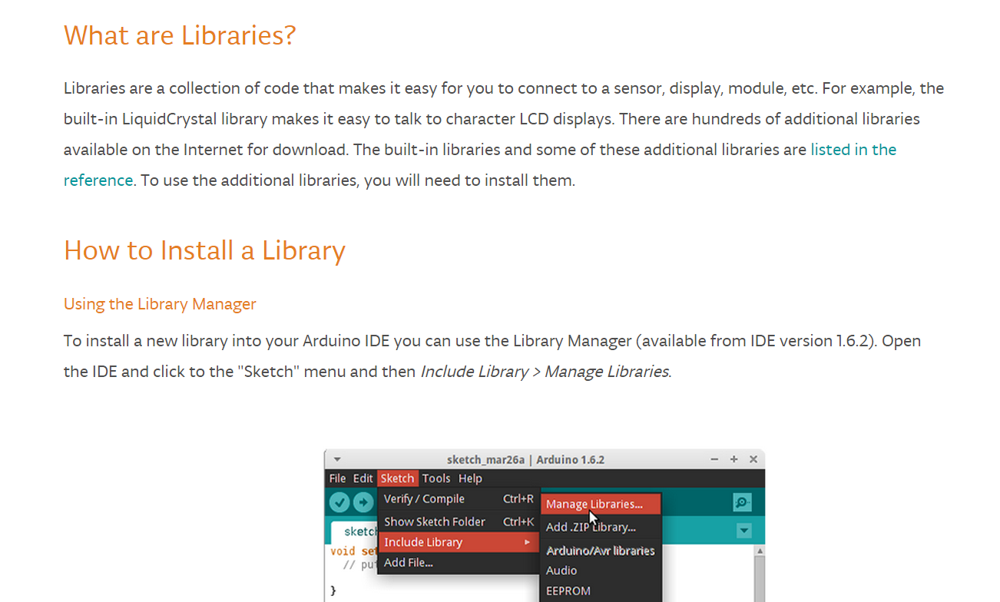 What are Libraries?
Libraries are a collection of code that makes it easy for you to connect to a sensor, display, module, etc. For example, the
built-in LiquidCrystal library makes it easy to talk to character LCD displays. There are hundreds of additional libraries
available on the Internet for download. The built-in libraries and some of these additional libraries are listed in the
reference. To use the additional libraries, you will need to install them.
How to Install a Library
Using the Library Manager
To install a new library into your Arduino IDE you can use the Library Manager (available from IDE version 1.6.2). Open
the IDE and click to the "Sketch" menu and then Include Library > Manage Libraries.
sketch_mar26a | Arduino 1.6.2
File Edit Sketch Tools Help
Verify / Compile Ctrl+R
Show Sketch Folder Ctrl+K
Include Library
Add File...
Manage Libraries...
Add .ZIP Library...
Arduino/Avr libraries
Audio
EEPROM
sketch
void set
// put
}